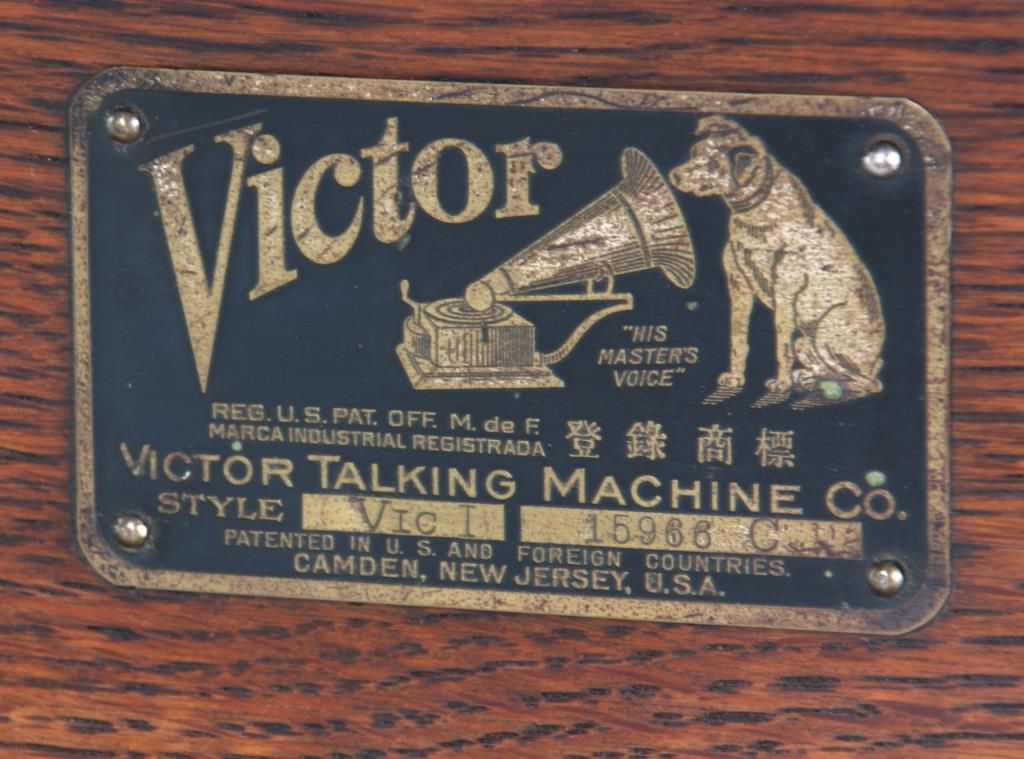 Victor
"HIS
MASTER'S
VOICE"
REG. U.S. PAT. OFF. M. de F.
MARCA INDUSTRIAL REGISTRADA
登錄商標
VICTOR TALKING MACHINE CO.
STYLE VIC I 15966 C
PATENTED IN U. S. AND FOREIGN COUNTRIES.
CAMDEN, NEW JERSEY, U.S.A.